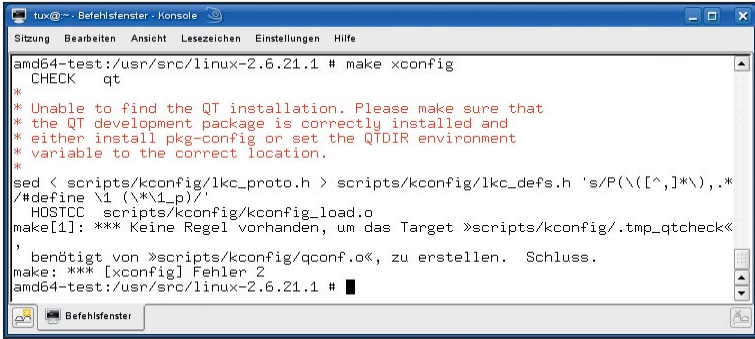 tux@:~ - Befehlsfenster - Konsole
Sitzung Bearbeiten Ansicht Lesezeichen Einstellungen Hilfe
amd64-test:/usr/src/linux-2.6.21.1 # make xconfig
  CHECK   qt
*
* Unable to find the QT installation. Please make sure that
* the QT development package is correctly installed and
* either install pkg-config or set the QTDIR environment
* variable to the correct location.
*
sed < scripts/kconfig/lkc_proto.h > scripts/kconfig/lkc_defs.h 's/P(\([^,]*\),.*
/#define \1 (\*\1_p)/'
  HOSTCC  scripts/kconfig/kconfig_load.o
make[1]: *** Keine Regel vorhanden, um das Target »scripts/kconfig/.tmp_qtcheck«
,
  benötigt von »scripts/kconfig/qconf.o«, zu erstellen.  Schluss.
make: *** [xconfig] Fehler 2
amd64-test:/usr/src/linux-2.6.21.1 #
Befehlsfenster